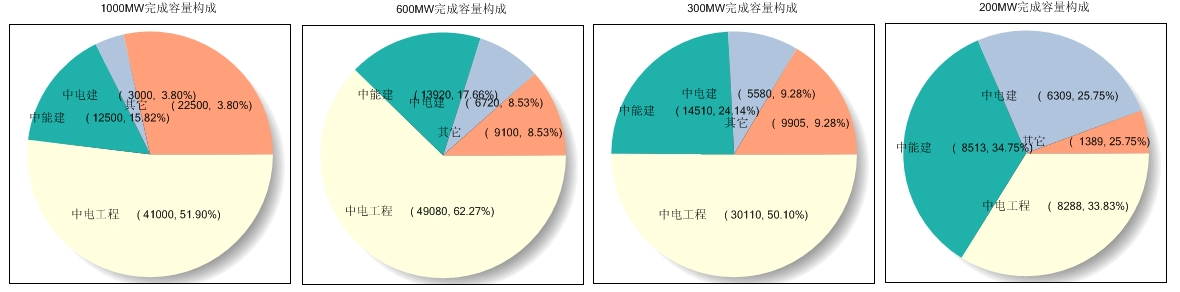 1000MW完成容量构成
中电建 ( 3000, 3.80%)
其它 ( 22500, 3.80%)
中能建 ( 12500, 15.82%)
中电工程 ( 41000, 51.90%)
600MW完成容量构成
中能建 ( 13920, 17.66%)
中电建 ( 6720, 8.53%)
其它 ( 9100, 8.53%)
中电工程 ( 49080, 62.27%)
300MW完成容量构成
中电建 ( 5580, 9.28%)
中能建 ( 14510, 24.14%)
其它 ( 9905, 9.28%)
中电工程 ( 30110, 50.10%)
200MW完成容量构成
中电建 ( 6309, 25.75%)
其它 ( 1389, 25.75%)
中能建 ( 8513, 34.75%)
中电工程 ( 8288, 33.83%)